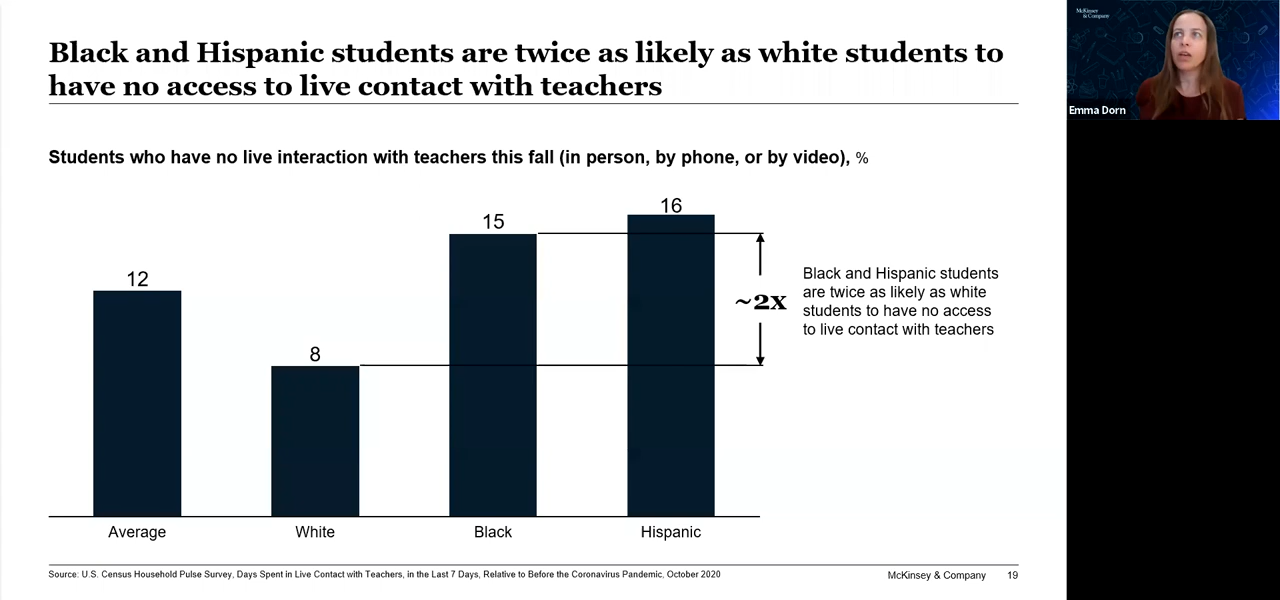 Black and Hispanic students are twice as likely as white students to
have no access to live contact with teachers
Students who have no live interaction with teachers this fall (in person, by phone, or by video), %
12
8
15
16
~2x
Black and Hispanic students
are twice as likely as white
students to have no access
to live contact with teachers
Average
White
Black
Hispanic
Source: U.S. Census Household Pulse Survey, Days Spent in Live Contact with Teachers, in the Last 7 Days, Relative to Before the Coronavirus Pandemic, October 2020
McKinsey & Company 19
McKinsey
& Company
Emma Dorn